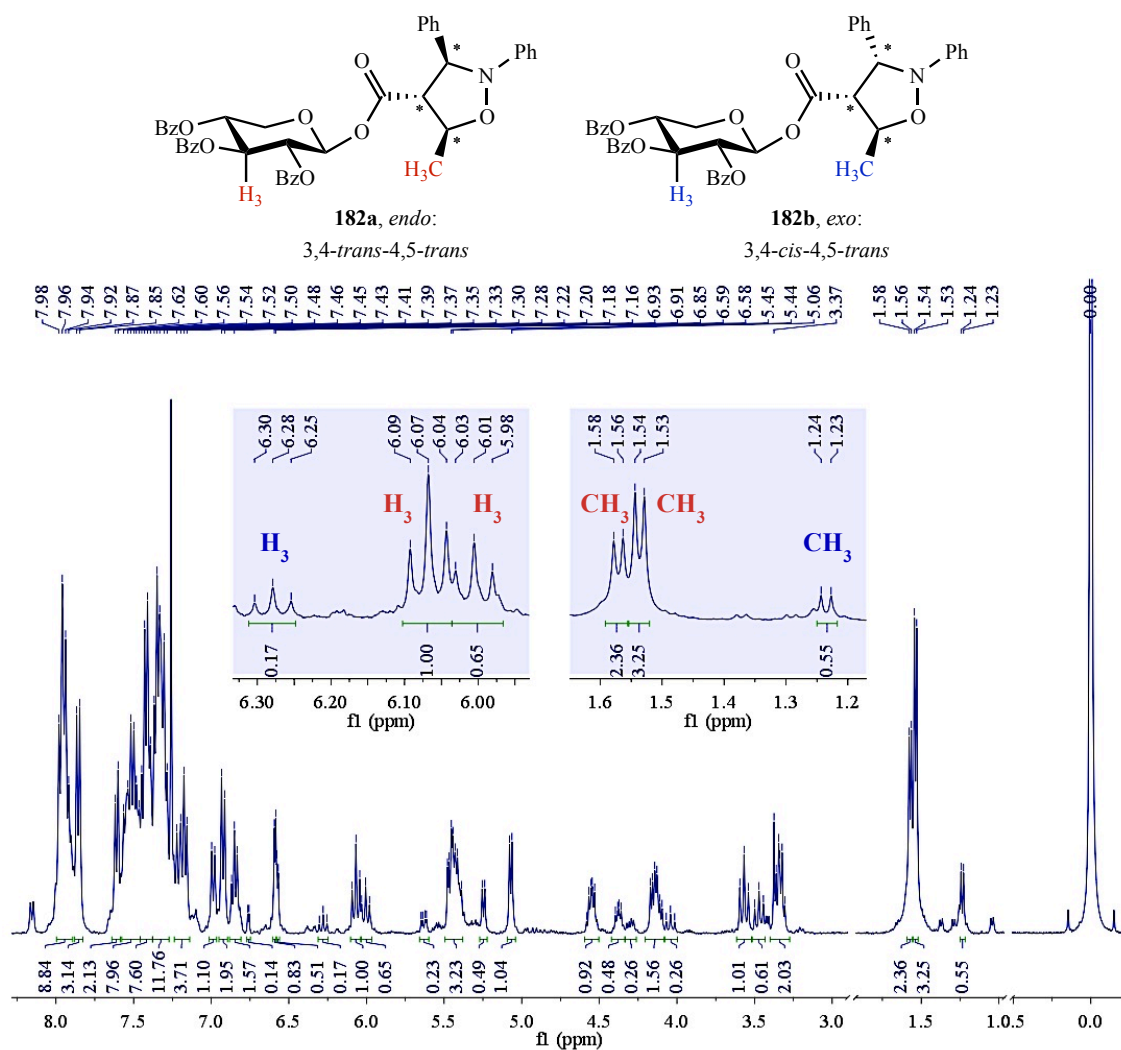 Ph
Ph
*
*
O
N
Ph
O
N
Ph
*
*
O
O
O
O
BzO
O
*
BzO
O
*
BzO
BzO
BzO
H3C
BzO
H3C
H3
H3
182a, endo:
182b, exo:
3,4-trans-4,5-trans
3,4-cis-4,5-trans
7.98 7.96 7.94 7.92 7.87 7.85 7.62 7.60 7.56 7.54 7.52 7.50 7.48 7.46 7.45 7.43 7.41 7.39 7.37 7.35 7.33 7.30 7.28 7.22 7.20 7.18 7.16 6.93 6.91 6.85 6.59 6.58 5.45 5.44 5.06 3.37 1.58 1.56 1.54 1.53 1.24 1.23 0.00
6.30 6.28 6.25 6.09 6.07 6.04 6.03 6.01 5.98
1.58 1.56 1.54 1.53 1.24 1.23
H3 H3 H3
CH3 CH3 CH3
0.17 1.00 0.65
2.36 3.25 0.55
6.30 6.20 6.10 6.00
f1 (ppm)
1.6 1.5 1.4 1.3 1.2
f1 (ppm)
8.84 3.14 2.13 7.96 7.60 11.76 3.71 1.10 1.95 1.57 0.14 0.83 0.51 0.17 1.00 0.65 0.23 3.23 0.49 1.04 0.92 0.48 0.26 1.56 0.26 1.01 0.61 2.03 2.36 3.25 0.55
8.0 7.5 7.0 6.5 6.0 5.5 5.0 4.5 4.0 3.5 3.0 1.5 1.0 0.0
f1 (ppm)